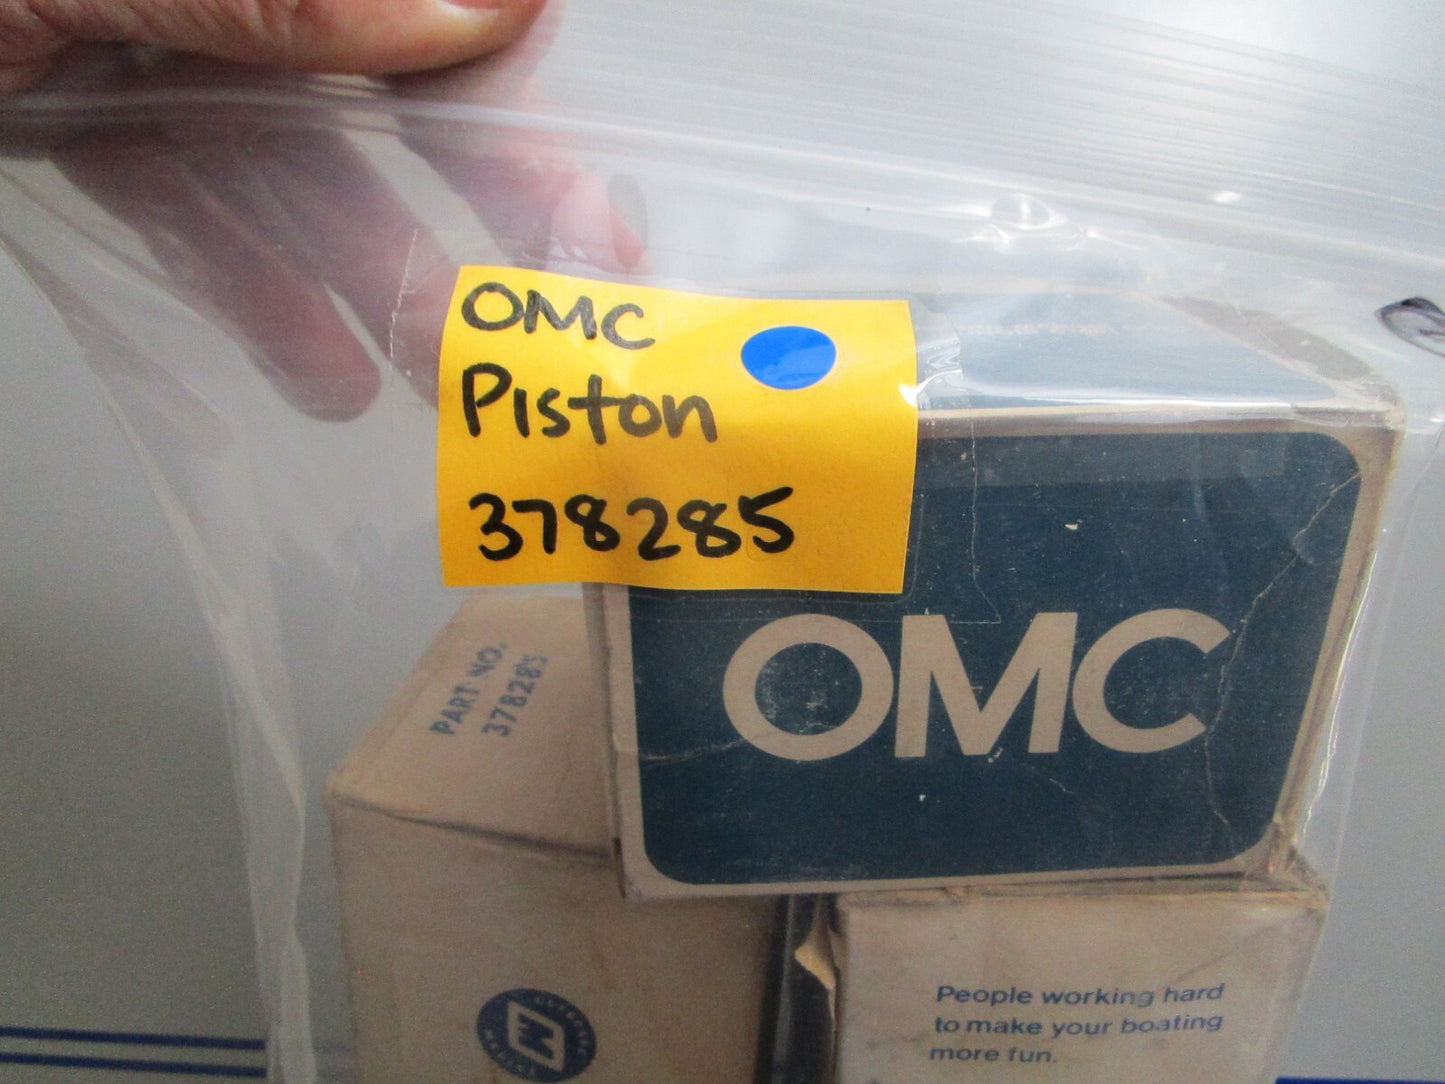 OMC
Piston
378285
PART NO.
378285
OMC
People working hard
to make your boating
more fun.